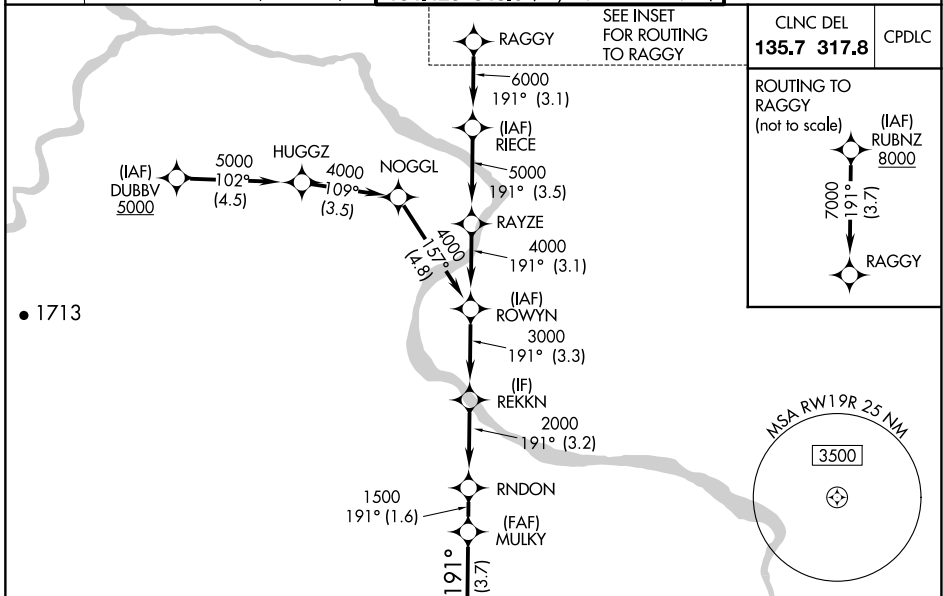 RAGGY
SEE INSET
FOR ROUTING
TO RAGGY
CLNC DEL
135.7 317.8
CPDLC
6000
191° (3.1)
(IAF)
RIECE
5000
191° (3.5)
RAYZE
4000
191° (3.1)
(IAF)
DUBBV
5000
5000
102°
(4.5)
HUGGZ
4000
109°
(3.5)
NOGGL
4000
157°
(4.8)
(IAF)
ROWYN
3000
191° (3.3)
(IF)
REKKN
2000
191° (3.2)
RNDON
1500
191° (1.6)
(FAF)
MULKY
191°
(3.7)
1713
ROUTING TO
RAGGY
(not to scale)
(IAF)
RUBNZ
8000
7000
191°
(3.7)
RAGGY
MSA RW19R 25 NM
3500